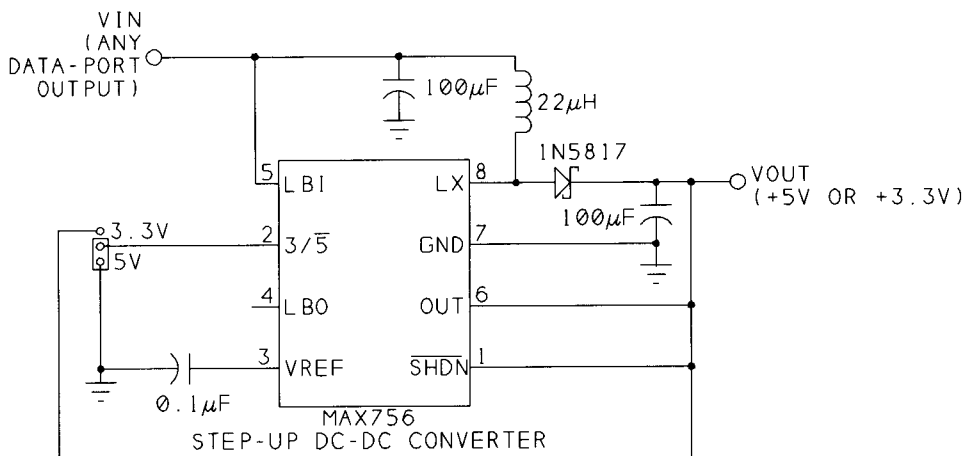 VIN
(ANY
DATA-PORT
OUTPUT)
100µF
22µH
1N5817
VOUT
(+5V OR +3.3V)
5
LBI
LX
8
100µF
3.3V
5V
2
3/5̅
GND
7
4
LBO
OUT
6
3
VREF
S̅H̅D̅N̅
1
0.1µF
MAX756
STEP-UP DC-DC CONVERTER